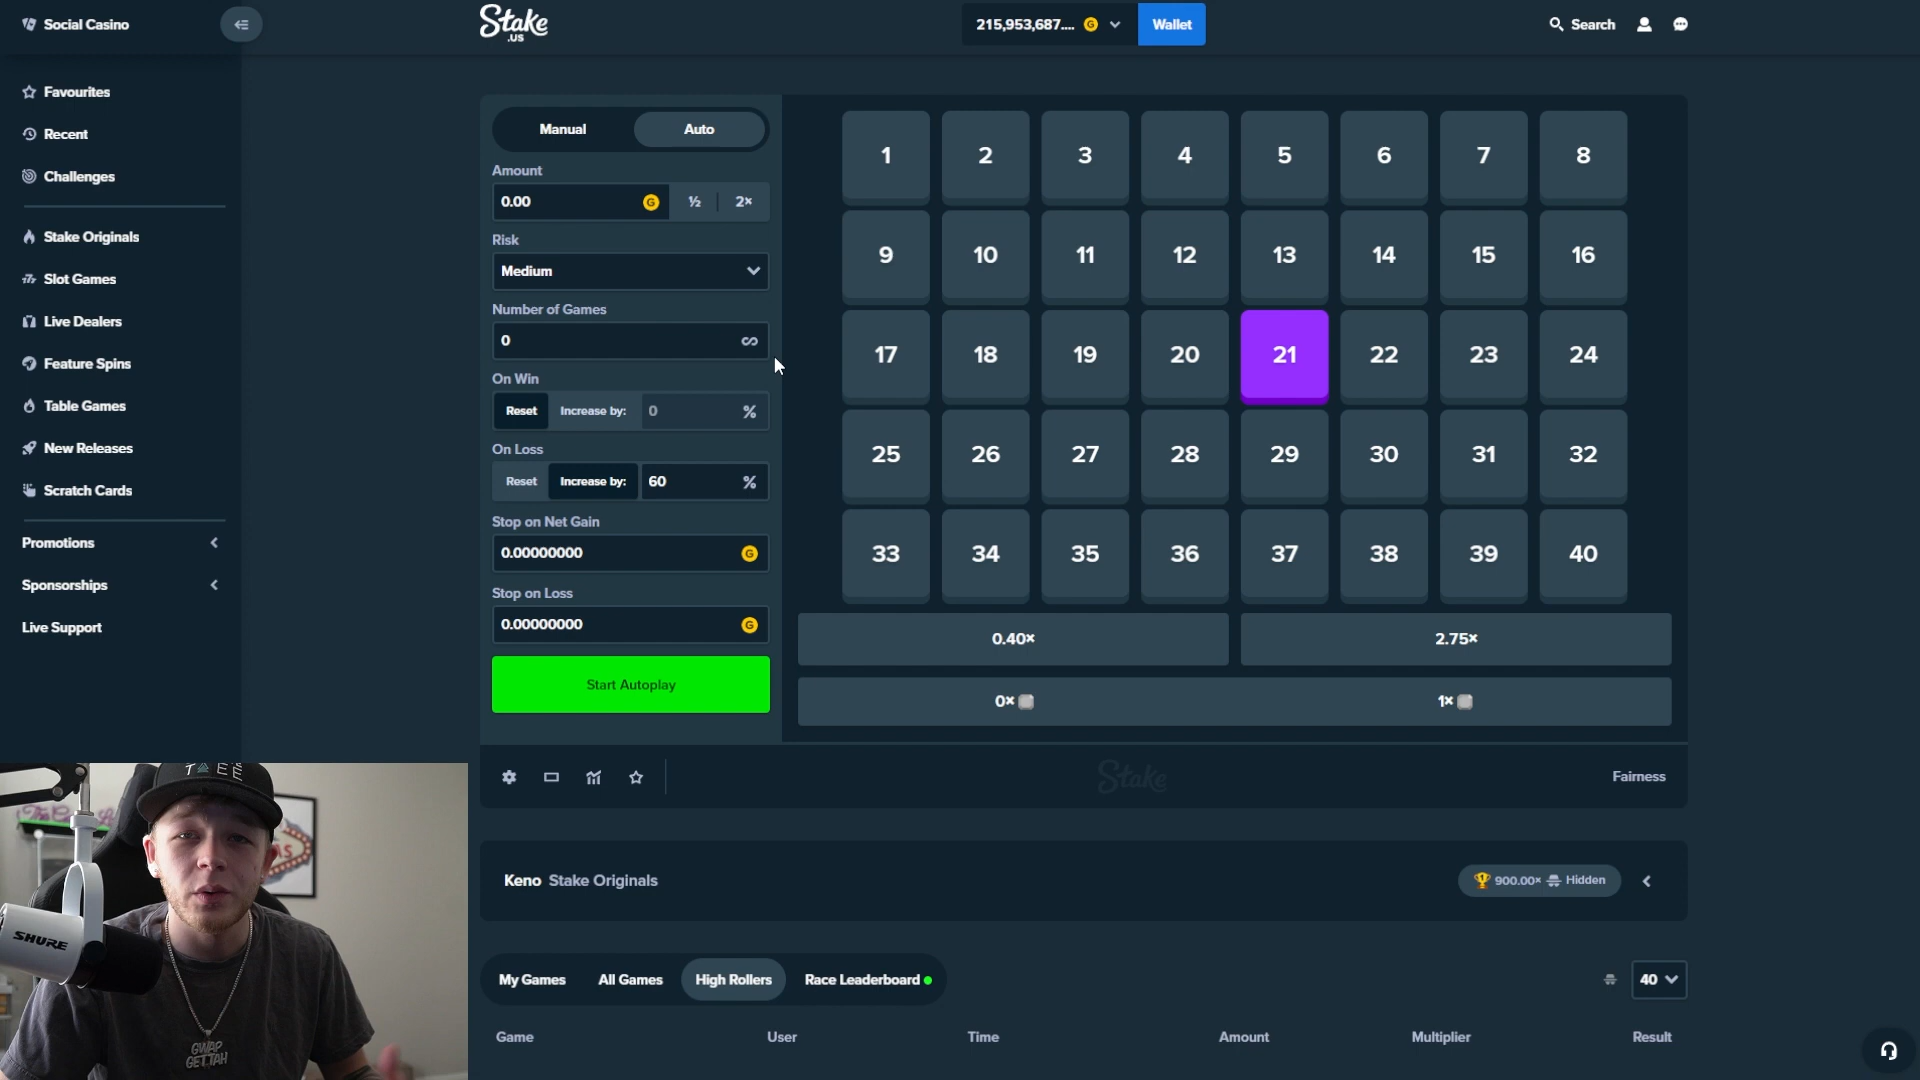 Social Casino
Stake
.US
215,953,687....
Wallet
Search
Favourites
Recent
Challenges
Stake Originals
Slot Games
Live Dealers
Feature Spins
Table Games
New Releases
Scratch Cards
Promotions
Sponsorships
Live Support
Manual
Auto
Amount
0.00
½
2×
Risk
Medium
Number of Games
0
On Win
Reset
Increase by:
0
%
On Loss
Reset
Increase by:
60
%
Stop on Net Gain
0.00000000
Stop on Loss
0.00000000
Start Autoplay
1 2 3 4 5 6 7 8
9 10 11 12 13 14 15 16
17 18 19 20 21 22 23 24
25 26 27 28 29 30 31 32
33 34 35 36 37 38 39 40
0.40×
2.75×
0×
1×
Stake
Fairness
Keno Stake Originals
900.00× Hidden
My Games
All Games
High Rollers
Race Leaderboard
40
Game
User
Time
Amount
Multiplier
Result
SHURE
GWAP
GETTAH